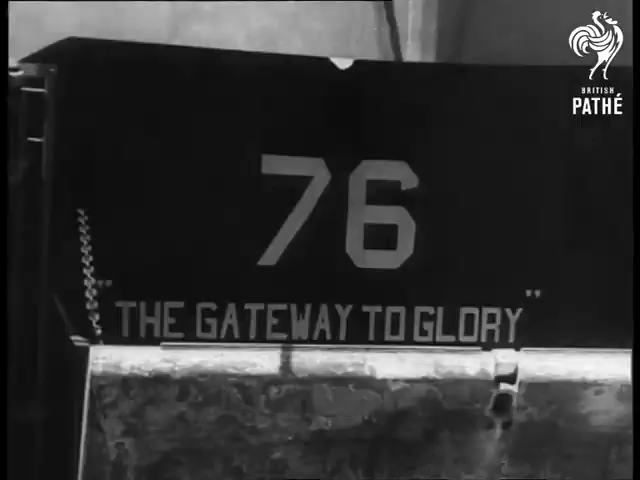 BRITISH
PATHÉ
76
"THE GATEWAY TO GLORY"